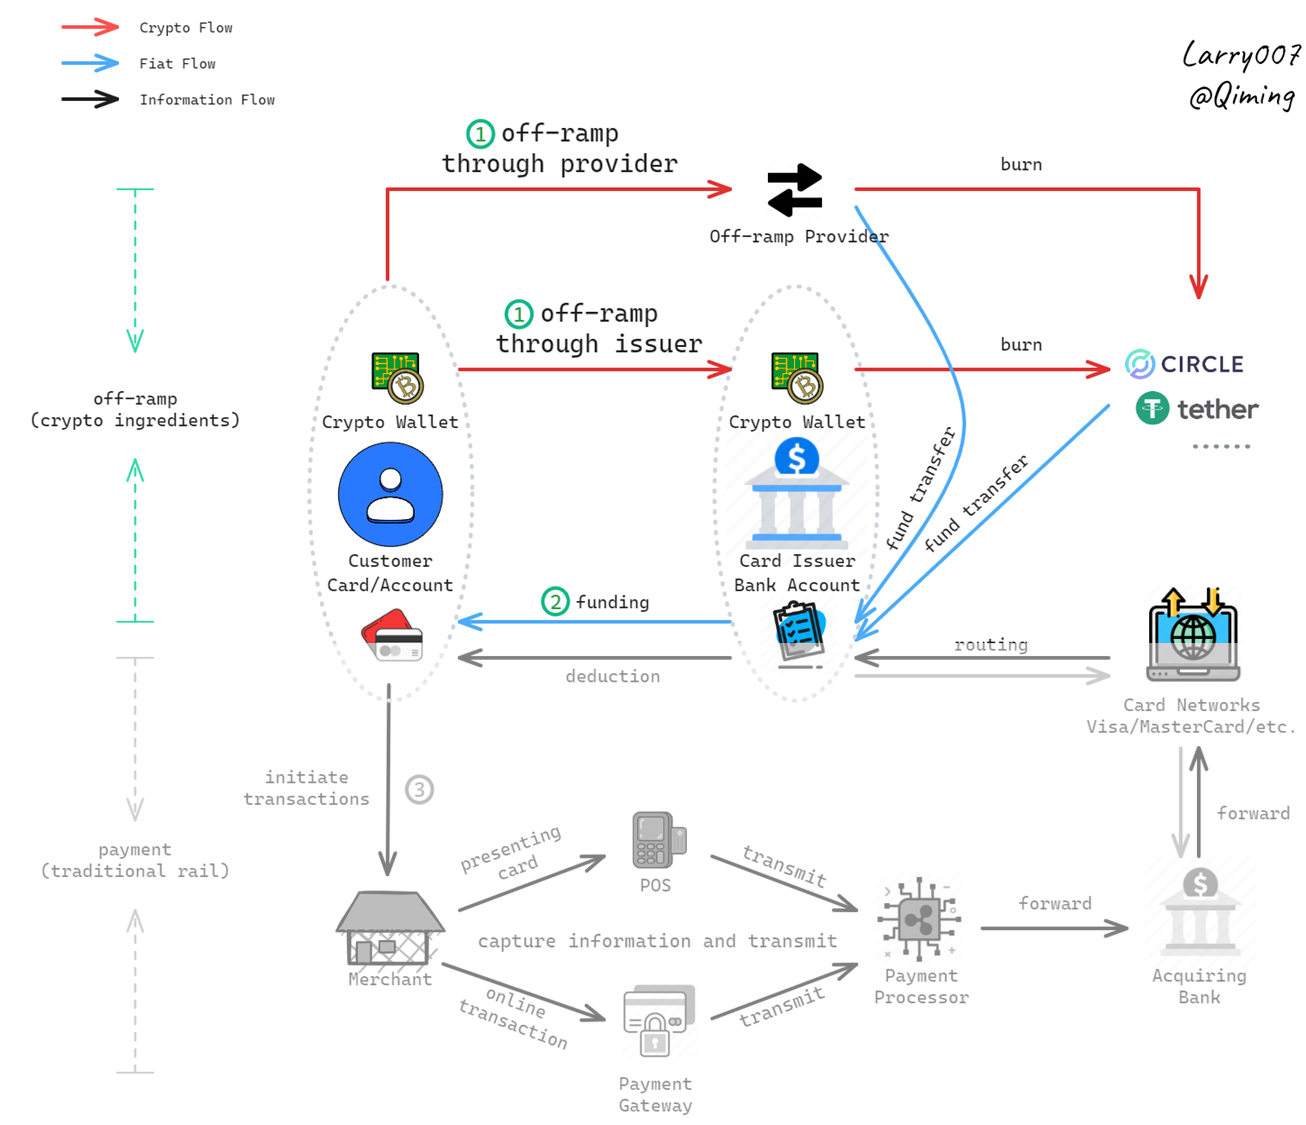 Crypto Flow
Fiat Flow
Information Flow
Larry007
@Qiming
1 off-ramp
through provider
burn
Off-ramp Provider
1 off-ramp
through issuer
burn
CIRCLE
tether
......
off-ramp
(crypto ingredients)
Crypto Wallet
Crypto Wallet
fund transfer
fund transfer
Customer
Card/Account
Card Issuer
Bank Account
2 funding
deduction
routing
Card Networks
Visa/MasterCard/etc.
initiate
transactions
3
forward
payment
(traditional rail)
presenting
card
POS
transmit
forward
capture information and transmit
Merchant
online
transaction
transmit
Payment
Processor
Acquiring
Bank
Payment
Gateway